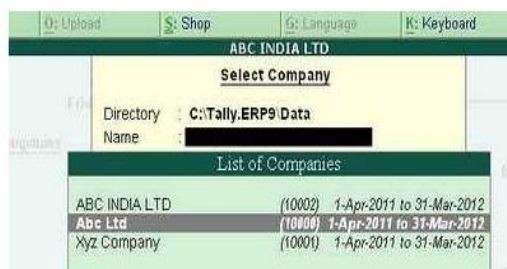 O: Upload S: Shop G: Language K: Keyboard
ABC INDIA LTD
Select Company
Directory : C:\Tally.ERP9\Data
Name :
List of Companies
ABC INDIA LTD (10002) 1-Apr-2011 to 31-Mar-2012
Abc Ltd (10000) 1-Apr-2011 to 31-Mar-2012
Xyz Company (10001) 1-Apr-2011 to 31-Mar-2012